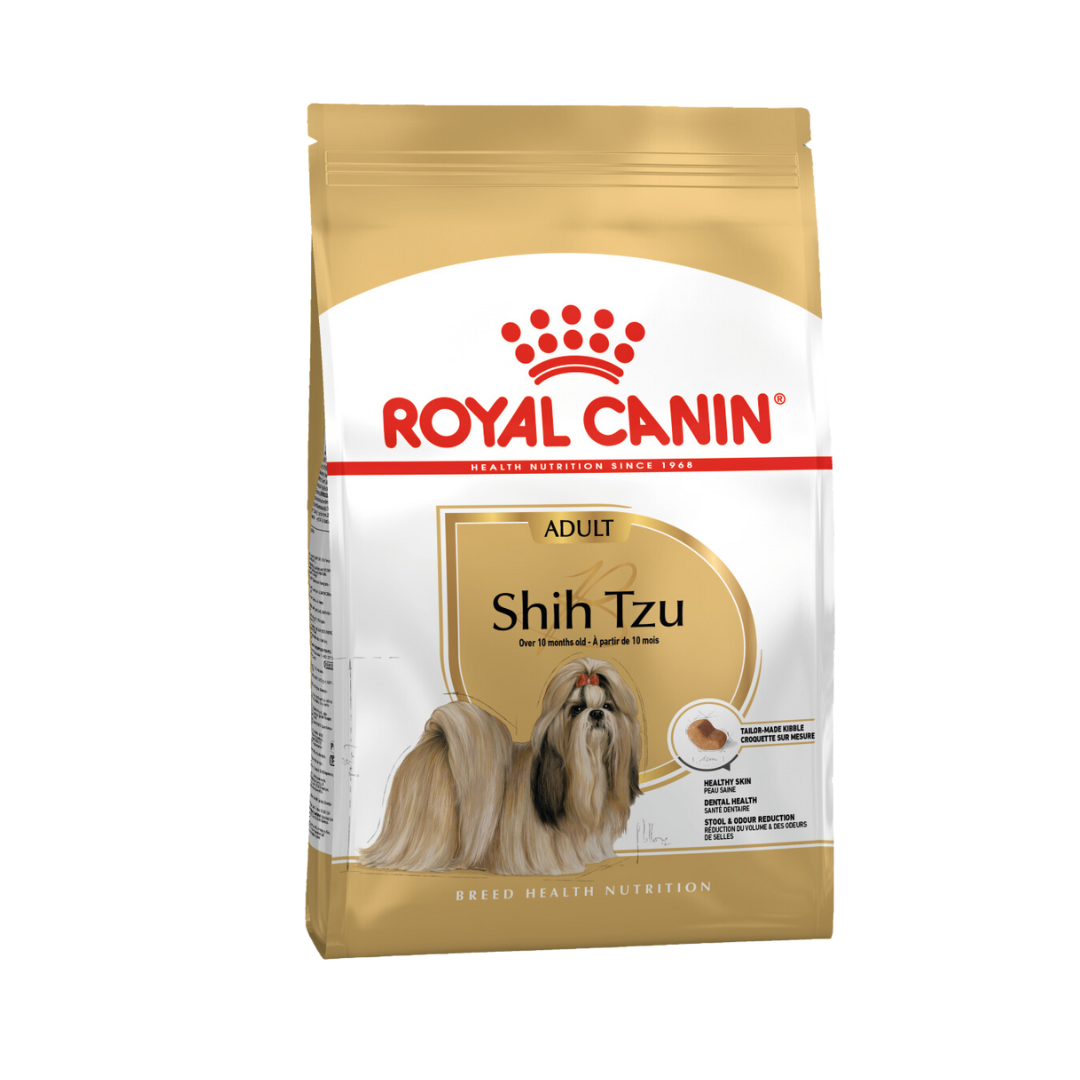 ROYAL CANIN®
HEALTH NUTRITION SINCE 1968
ADULT
Shih Tzu
Over 10 months old - À partir de 10 mois
TAILOR-MADE KIBBLE
CROQUETTE SUR MESURE
HEALTHY SKIN
PEAU SAINE
DENTAL HEALTH
SANTÉ DENTAIRE
STOOL & ODOUR REDUCTION
RÉDUCTION DU VOLUME & DES ODEURS
DE SELLES
BREED HEALTH NUTRITION